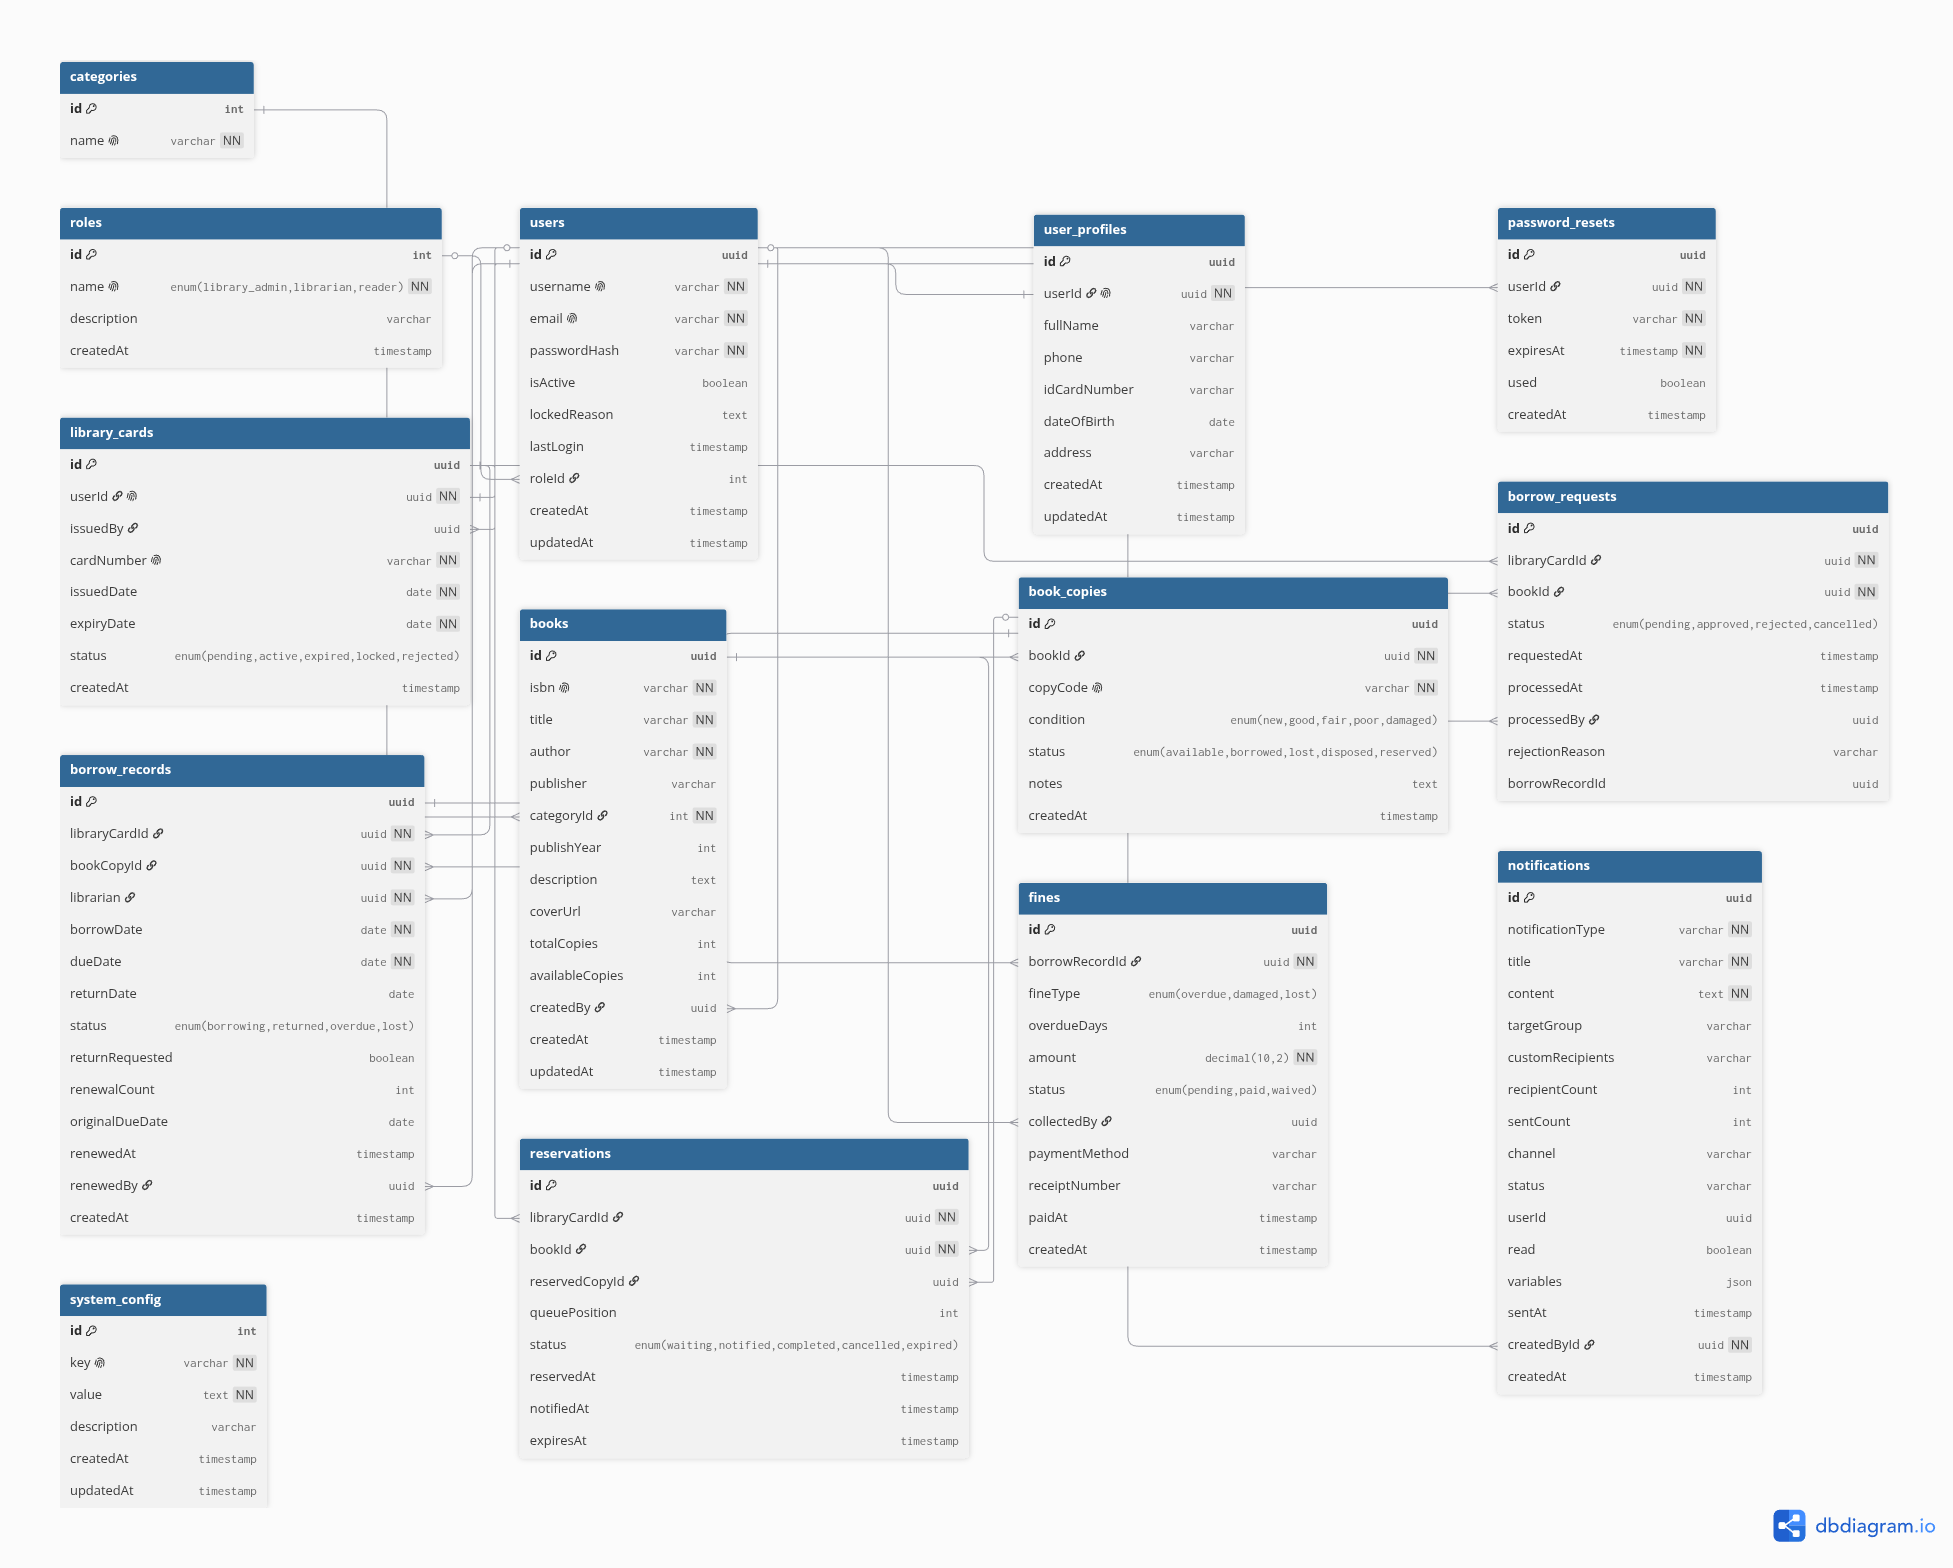 categories
id int
name varchar NN
roles
id int
name enum(library_admin,librarian,reader) NN
description varchar
createdAt timestamp
library_cards
id uuid
userId uuid NN
issuedBy uuid
cardNumber varchar NN
issuedDate date NN
expiryDate date NN
status enum(pending,active,expired,locked,rejected)
createdAt timestamp
borrow_records
id uuid
libraryCardId uuid NN
bookCopyId uuid NN
librarian uuid NN
borrowDate date NN
dueDate date NN
returnDate date
status enum(borrowing,returned,overdue,lost)
returnRequested boolean
renewalCount int
originalDueDate date
renewedAt timestamp
renewedBy uuid
createdAt timestamp
system_config
id int
key varchar NN
value text NN
description varchar
createdAt timestamp
updatedAt timestamp
users
id uuid
username varchar NN
email varchar NN
passwordHash varchar NN
isActive boolean
lockedReason text
lastLogin timestamp
roleId int
createdAt timestamp
updatedAt timestamp
books
id uuid
isbn varchar NN
title varchar NN
author varchar NN
publisher varchar
categoryId int NN
publishYear int
description text
coverUrl varchar
totalCopies int
availableCopies int
createdBy uuid
createdAt timestamp
updatedAt timestamp
reservations
id uuid
libraryCardId uuid NN
bookId uuid NN
reservedCopyId uuid
queuePosition int
status enum(waiting,notified,completed,cancelled,expired)
reservedAt timestamp
notifiedAt timestamp
expiresAt timestamp
user_profiles
id uuid
userId uuid NN
fullName varchar
phone varchar
idCardNumber varchar
dateOfBirth date
address varchar
createdAt timestamp
updatedAt timestamp
book_copies
id uuid
bookId uuid NN
copyCode varchar NN
condition enum(new,good,fair,poor,damaged)
status enum(available,borrowed,lost,disposed,reserved)
notes text
createdAt timestamp
fines
id uuid
borrowRecordId uuid NN
fineType enum(overdue,damaged,lost)
overdueDays int
amount decimal(10,2) NN
status enum(pending,paid,waived)
collectedBy uuid
paymentMethod varchar
receiptNumber varchar
paidAt timestamp
createdAt timestamp
password_resets
id uuid
userId uuid NN
token varchar NN
expiresAt timestamp NN
used boolean
createdAt timestamp
borrow_requests
id uuid
libraryCardId uuid NN
bookId uuid NN
status enum(pending,approved,rejected,cancelled)
requestedAt timestamp
processedAt timestamp
processedBy uuid
rejectionReason varchar
borrowRecordId uuid
notifications
id uuid
notificationType varchar NN
title varchar NN
content text NN
targetGroup varchar
customRecipients varchar
recipientCount int
sentCount int
channel varchar
status varchar
userId uuid
read boolean
variables json
sentAt timestamp
createdById uuid NN
createdAt timestamp
dbdiagram.io